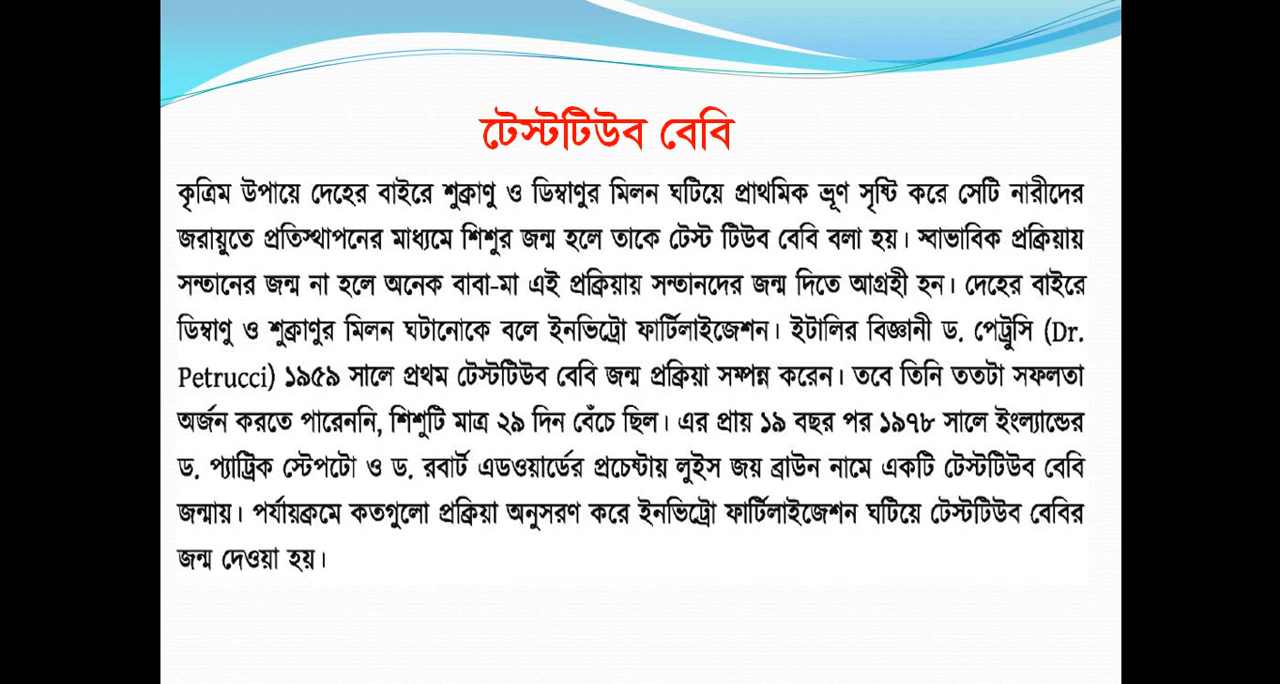 টেস্টটিউব বেবি
কৃত্রিম উপায়ে দেহের বাইরে শুক্রাণু ও ডিম্বাণুর মিলন ঘটিয়ে প্রাথমিক ভ্রূণ সৃষ্টি করে সেটি নারীদের
জরায়ুতে প্রতিস্থাপনের মাধ্যমে শিশুর জন্ম হলে তাকে টেস্ট টিউব বেবি বলা হয়। স্বাভাবিক প্রক্রিয়ায়
সন্তানের জন্ম না হলে অনেক বাবা-মা এই প্রক্রিয়ায় সন্তানদের জন্ম দিতে আগ্রহী হন। দেহের বাইরে
ডিম্বাণু ও শুক্রাণুর মিলন ঘটানোকে বলে ইনভিট্রো ফার্টিলাইজেশন। ইটালির বিজ্ঞানী ড. পেট্রুসি (Dr.
Petrucci) ১৯৫৯ সালে প্রথম টেস্টটিউব বেবি জন্ম প্রক্রিয়া সম্পন্ন করেন। তবে তিনি ততটা সফলতা
অর্জন করতে পারেননি, শিশুটি মাত্র ২৯ দিন বেঁচে ছিল। এর প্রায় ১৯ বছর পর ১৯৭৮ সালে ইংল্যান্ডের
ড. প্যাট্রিক স্টেপটো ও ড. রবার্ট এডওয়ার্ডের প্রচেষ্টায় লুইস জয় ব্রাউন নামে একটি টেস্টটিউব বেবি
জন্মায়। পর্যায়ক্রমে কতগুলো প্রক্রিয়া অনুসরণ করে ইনভিট্রো ফার্টিলাইজেশন ঘটিয়ে টেস্টটিউব বেবির
জন্ম দেওয়া হয়।